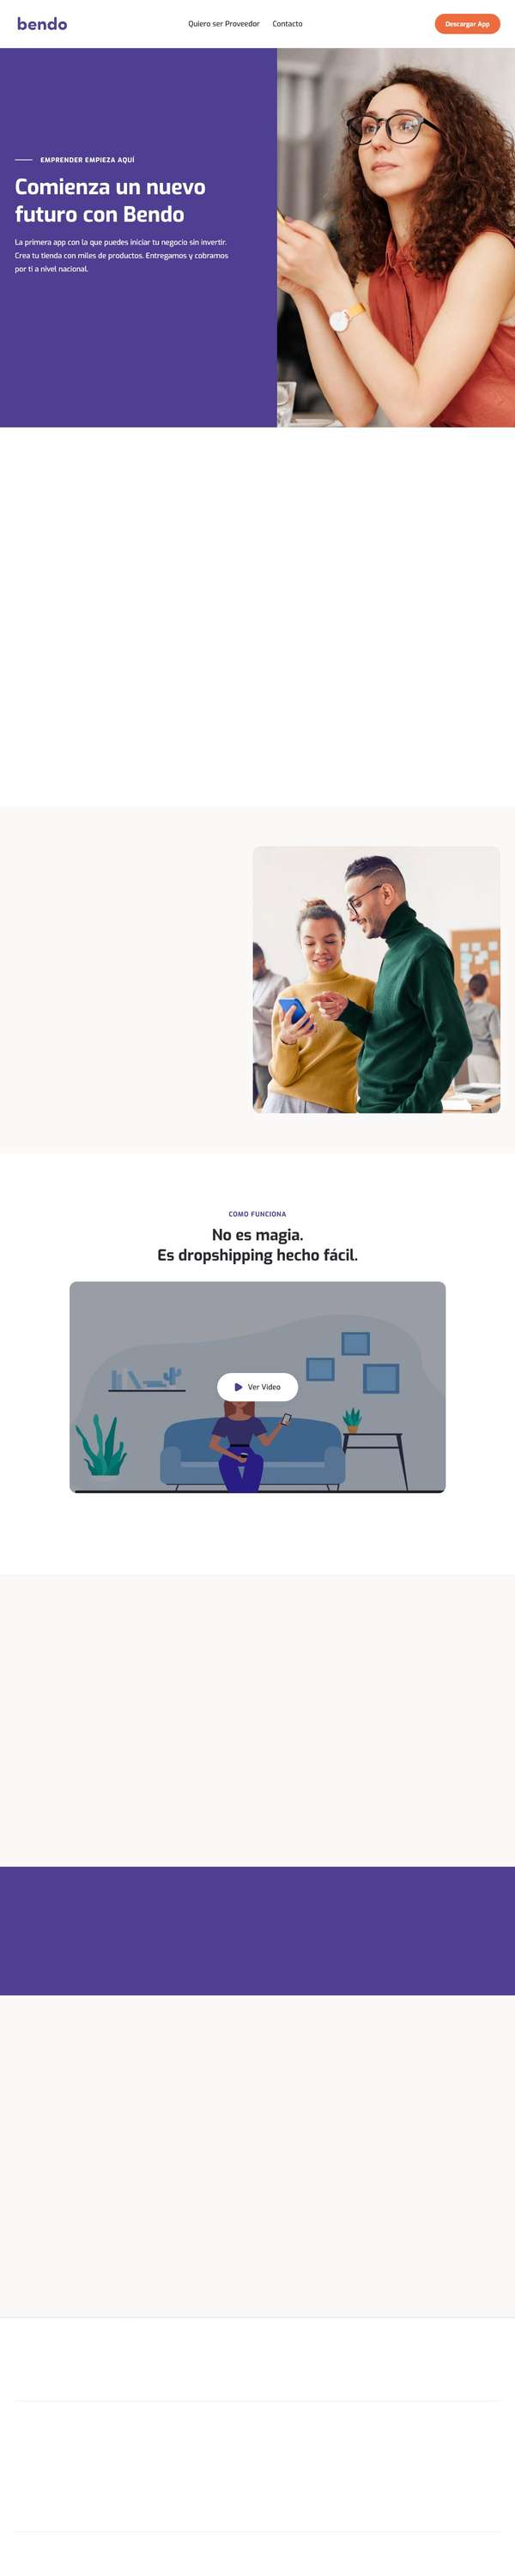 bendo
Quiero ser Proveedor
Contacto
Descargar App
EMPRENDER EMPIEZA AQUÍ
Comienza un nuevo
futuro con Bendo
La primera app con la que puedes iniciar tu negocio sin invertir.
Crea tu tienda con miles de productos. Entregamos y cobramos
por ti a nivel nacional.
COMO FUNCIONA
No es magia.
Es dropshipping hecho fácil.
Ver Video